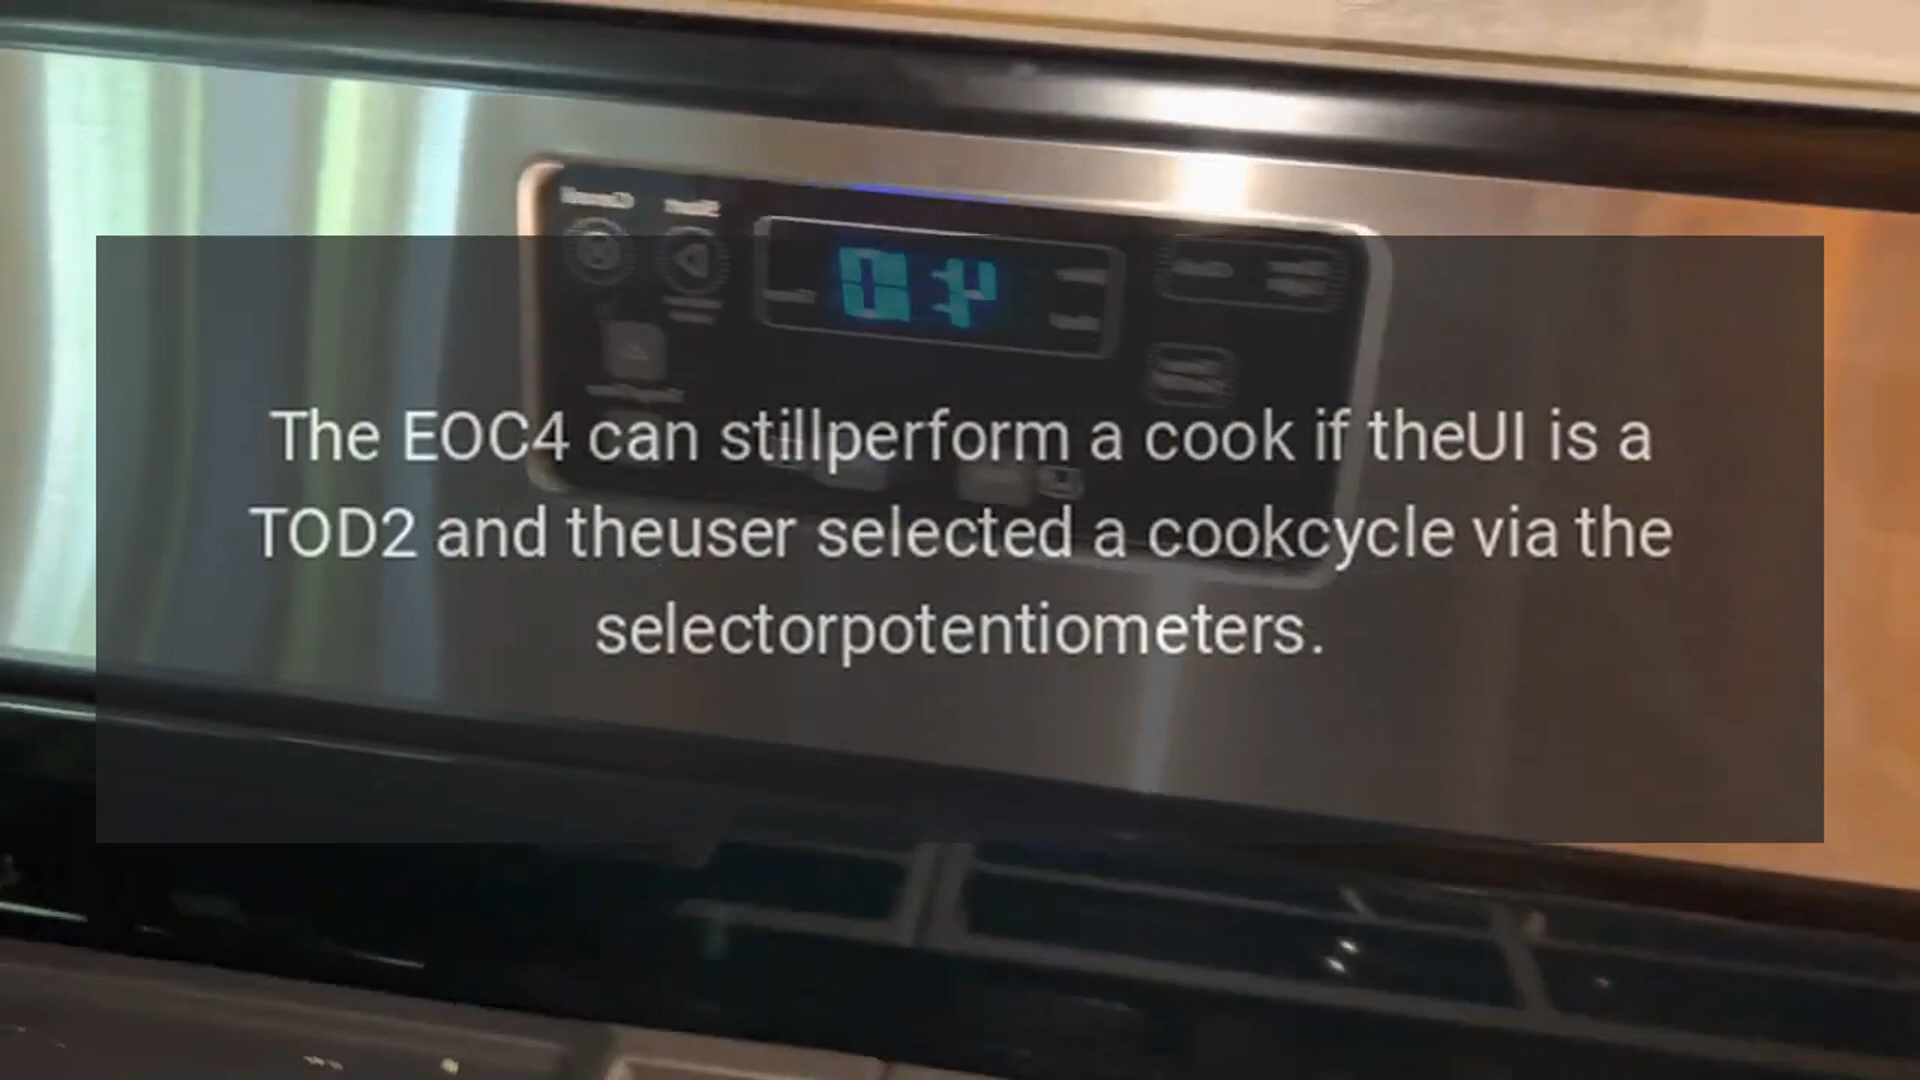 The EOC4 can stillperform a cook if theUI is a
TOD2 and theuser selected a cookcycle via the
selectorpotentiometers.